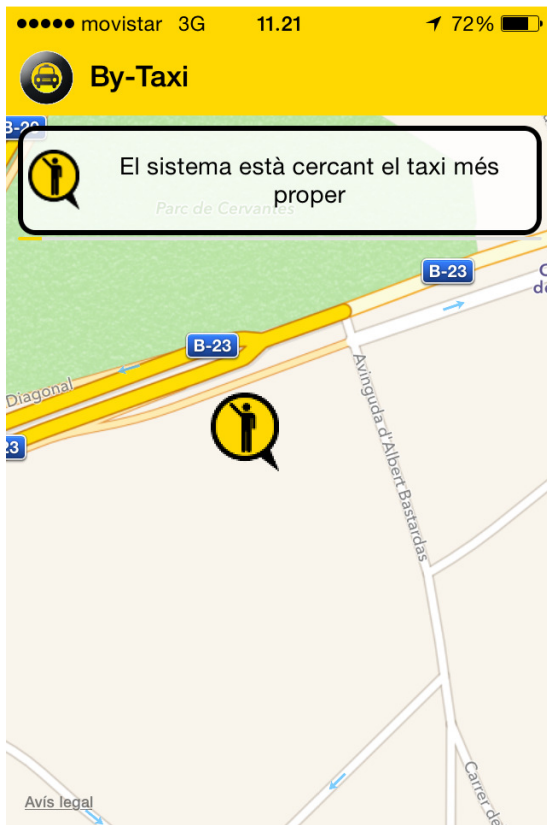 movistar 3G 11.21 72%
By-Taxi
El sistema està cercant el taxi més
proper
Parc de Cervantes
B-23
B-23
Diagonal
23
Avinguda d'Albert Bastardas
Carrer de
Avís legal